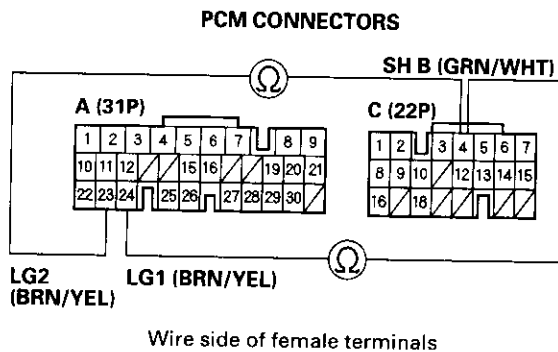 PCM CONNECTORS
Ω
SH B (GRN/WHT)
A (31P)
C (22P)
1 2 3 4 5 6 7 8 9
10 11 12 15 16 19 20 21
22 23 24 25 26 27 28 29 30
1 2 3 4 5 6 7
8 9 10 12 13 14 15
16 18
LG2
(BRN/YEL)
LG1 (BRN/YEL)
Ω
Wire side of female terminals